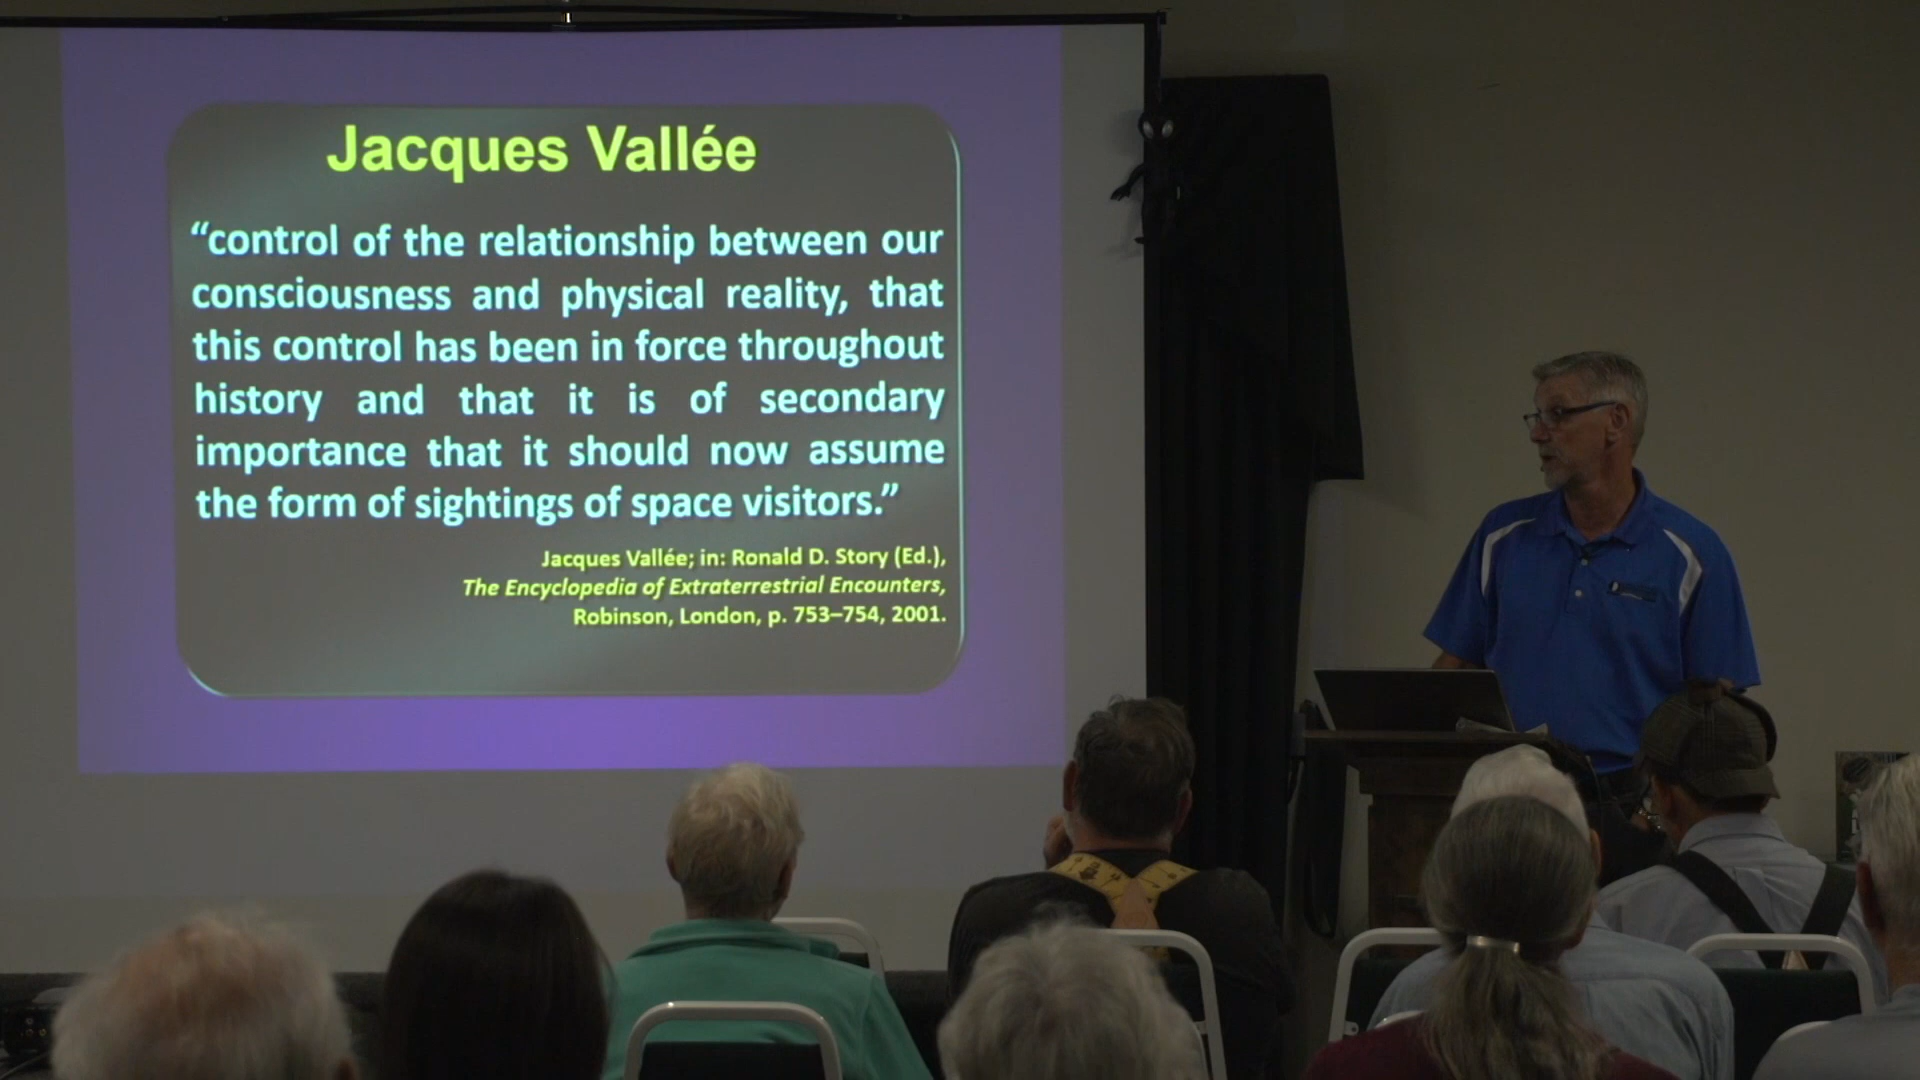 Jacques Vallée
“control of the relationship between our
consciousness and physical reality, that
this control has been in force throughout
history and that it is of secondary
importance that it should now assume
the form of sightings of space visitors.”
Jacques Vallée; in: Ronald D. Story (Ed.),
The Encyclopedia of Extraterrestrial Encounters,
Robinson, London, p. 753–754, 2001.